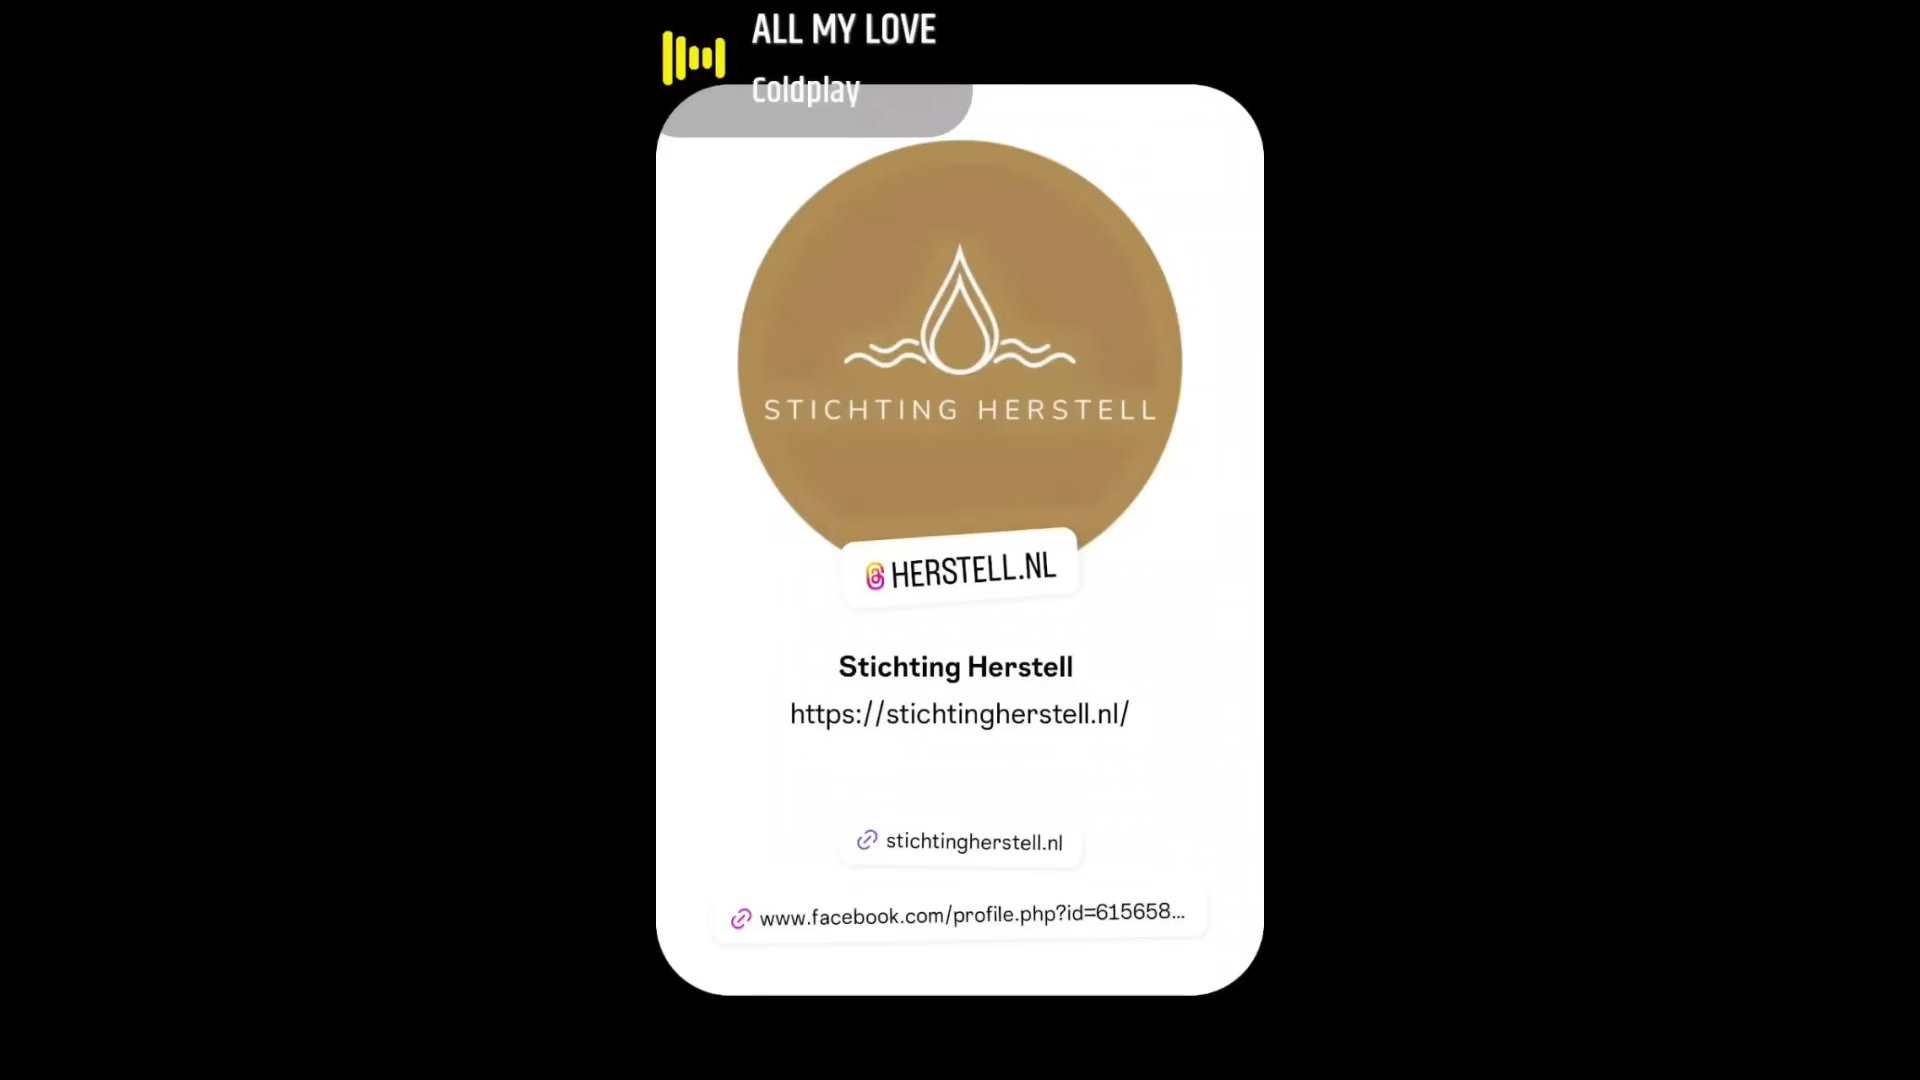 ALL MY LOVE
Coldplay
STICHTING HERSTELL
HERSTELL.NL
Stichting Herstell
https://stichtingherstell.nl/
stichtingherstell.nl
www.facebook.com/profile.php?id=615658...